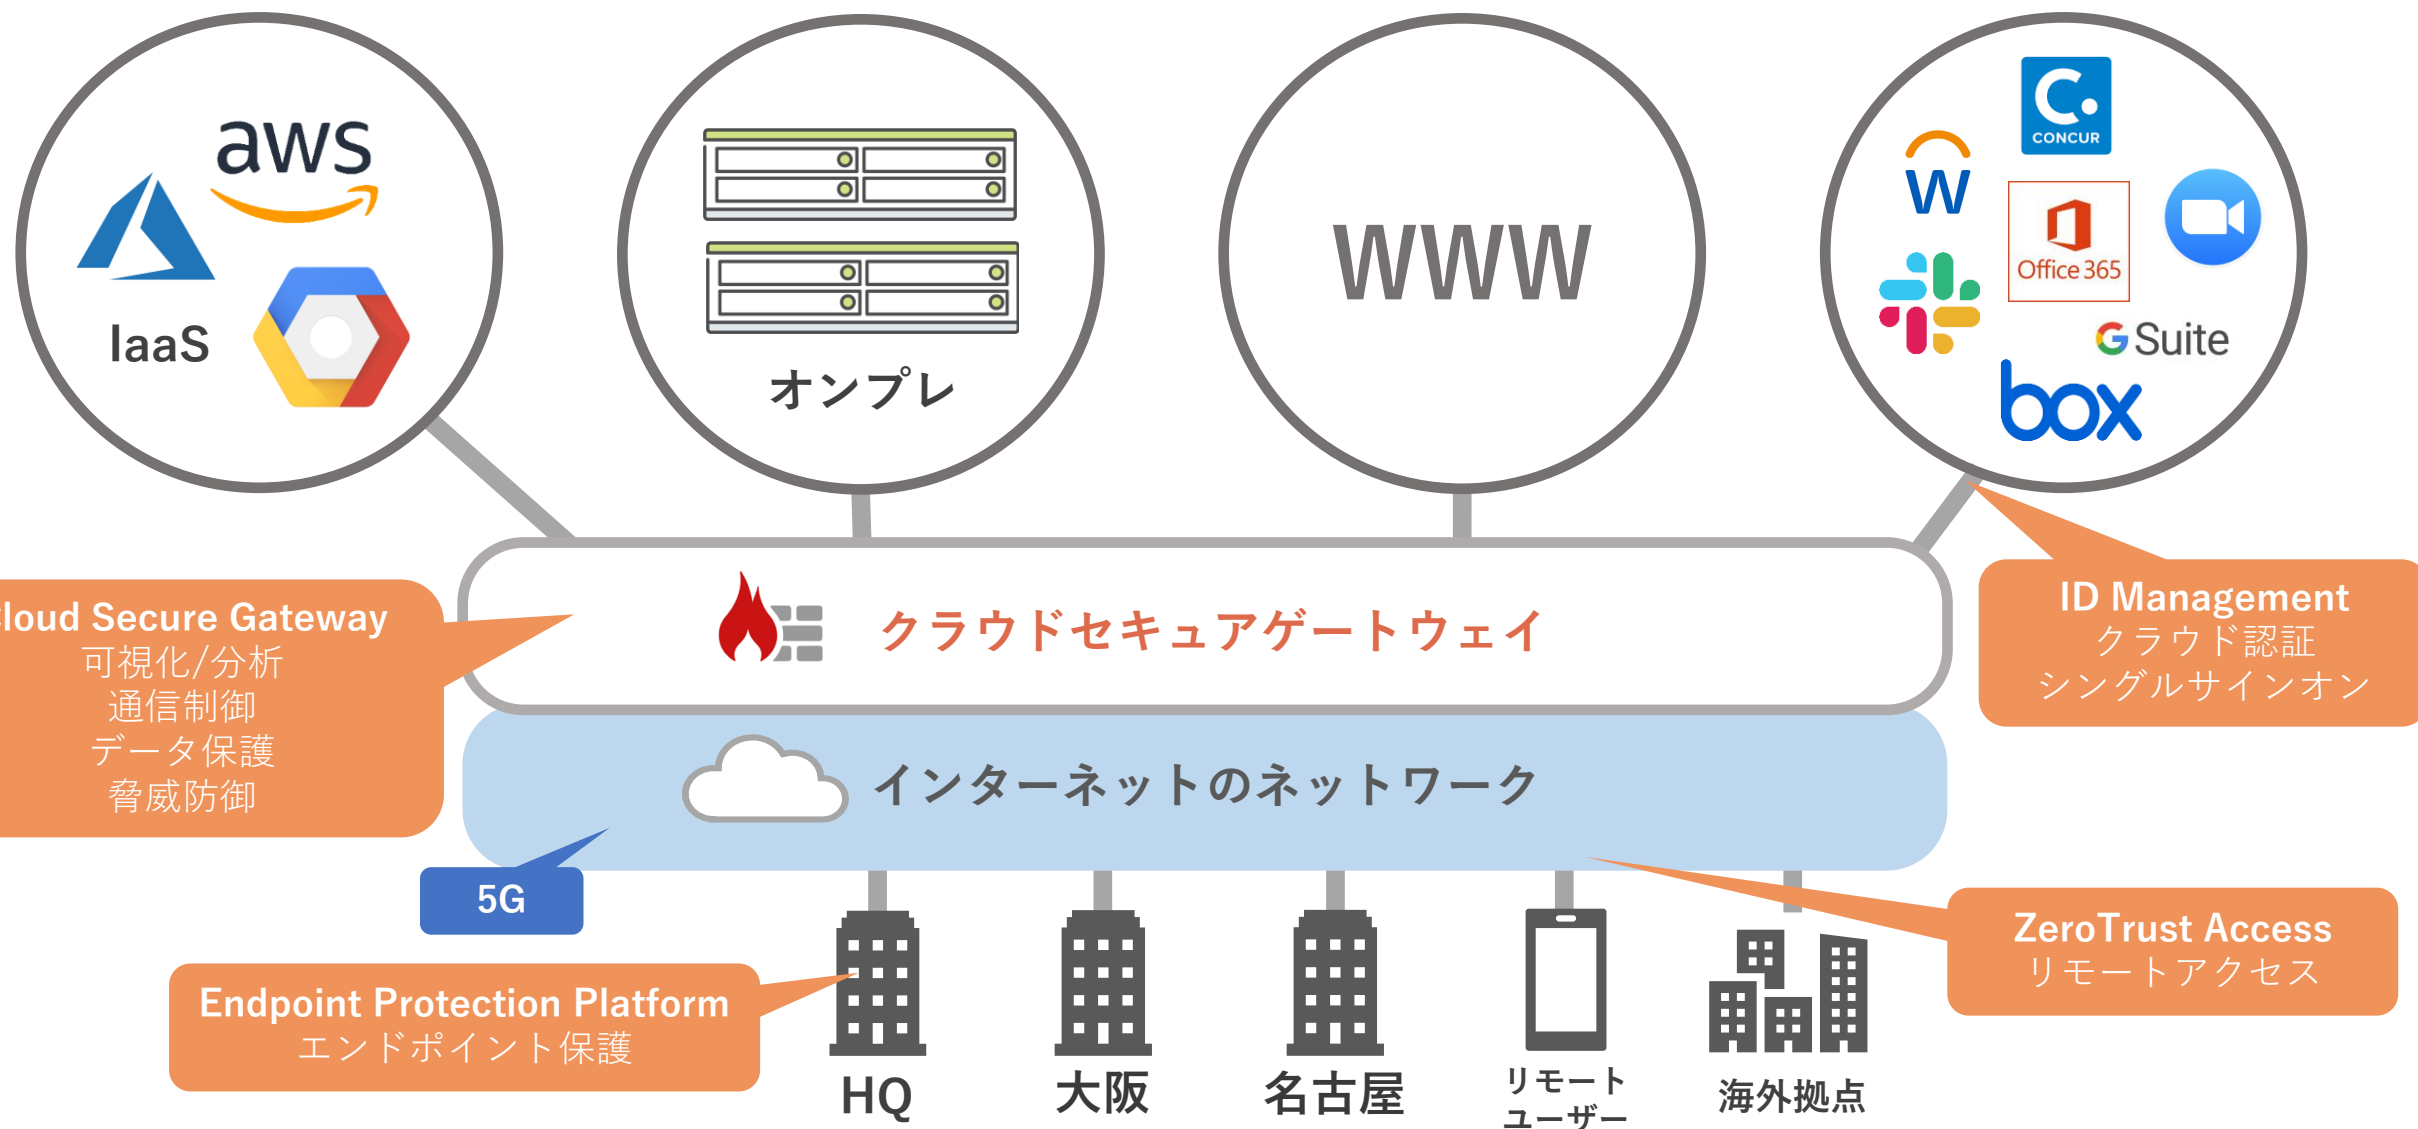 aws
IaaS
オンプレ
WWW
CONCUR
W
Office 365
G Suite
box
Cloud Secure Gateway
可視化/分析
通信制御
データ保護
脅威防御
クラウドセキュアゲートウェイ
ID Management
クラウド認証
シングルサインオン
インターネットのネットワーク
5G
Endpoint Protection Platform
エンドポイント保護
ZeroTrust Access
リモートアクセス
HQ
大阪
名古屋
リモート
ユーザー
海外拠点